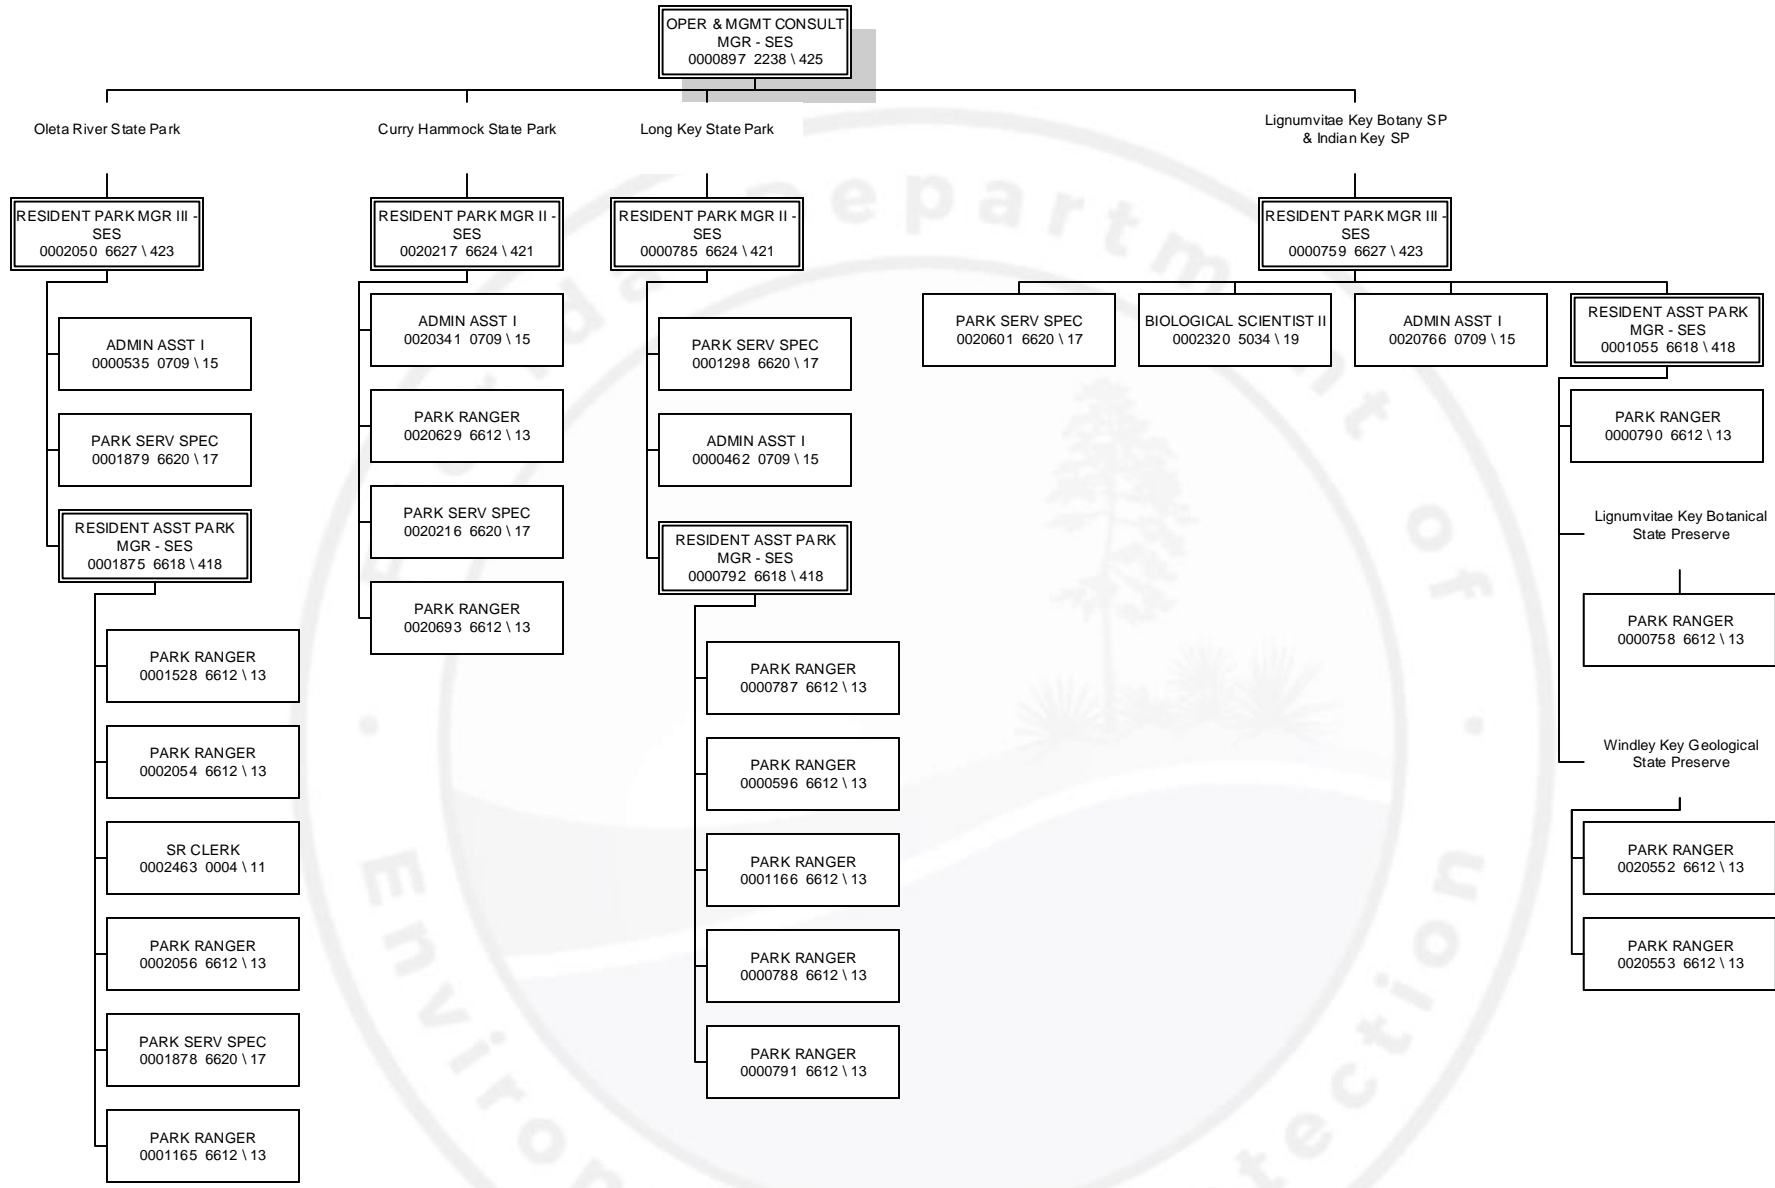 OPER & MGMT CONSULT
MGR - SES
0000897 2238 \ 425
Oleta River State Park
RESIDENT PARK MGR III -
SES
0002050 6627 \ 423
ADMIN ASST I
0000535 0709 \ 15
PARK SERV SPEC
0001879 6620 \ 17
RESIDENT ASST PARK
MGR - SES
0001875 6618 \ 418
PARK RANGER
0001528 6612 \ 13
PARK RANGER
0002054 6612 \ 13
SR CLERK
0002463 0004 \ 11
PARK RANGER
0002056 6612 \ 13
PARK SERV SPEC
0001878 6620 \ 17
PARK RANGER
0001165 6612 \ 13
Curry Hammock State Park
RESIDENT PARK MGR II -
SES
0020217 6624 \ 421
ADMIN ASST I
0020341 0709 \ 15
PARK RANGER
0020629 6612 \ 13
PARK SERV SPEC
0020216 6620 \ 17
PARK RANGER
0020693 6612 \ 13
Long Key State Park
RESIDENT PARK MGR II -
SES
0000785 6624 \ 421
PARK SERV SPEC
0001298 6620 \ 17
ADMIN ASST I
0000462 0709 \ 15
RESIDENT ASST PARK
MGR - SES
0000792 6618 \ 418
PARK RANGER
0000787 6612 \ 13
PARK RANGER
0000596 6612 \ 13
PARK RANGER
0001166 6612 \ 13
PARK RANGER
0000788 6612 \ 13
PARK RANGER
0000791 6612 \ 13
Lignumvitae Key Botany SP
& Indian Key SP
RESIDENT PARK MGR III -
SES
0000759 6627 \ 423
PARK SERV SPEC
0020601 6620 \ 17
BIOLOGICAL SCIENTIST II
0002320 5034 \ 19
ADMIN ASST I
0020766 0709 \ 15
RESIDENT ASST PARK
MGR - SES
0001055 6618 \ 418
PARK RANGER
0000790 6612 \ 13
Lignumvitae Key Botanical
State Preserve
PARK RANGER
0000758 6612 \ 13
Windley Key Geological
State Preserve
PARK RANGER
0020552 6612 \ 13
PARK RANGER
0020553 6612 \ 13
Department of